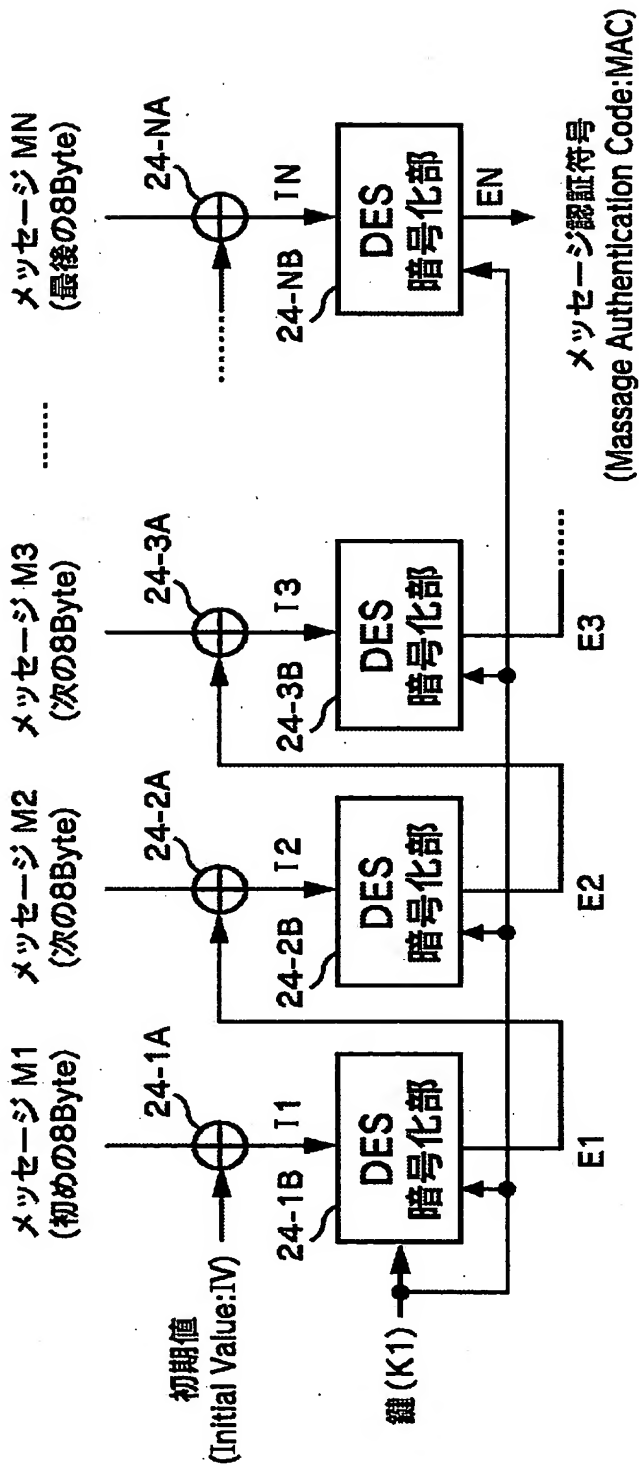 メッセージ M1
(初めの8Byte)
メッセージ M2
(次の8Byte)
メッセージ M3
(次の8Byte)
........
メッセージ MN
(最後の8Byte)
初期値
(Initial Value:IV)
24-1A
24-2A
24-3A
........
24-NA
I1
I2
I3
IN
24-1B
24-2B
24-3B
24-NB
鍵(K1)
DES
暗号化部
DES
暗号化部
DES
暗号化部
DES
暗号化部
E1
E2
E3
........
EN
メッセージ認証符号
(Massage Authentication Code:MAC)